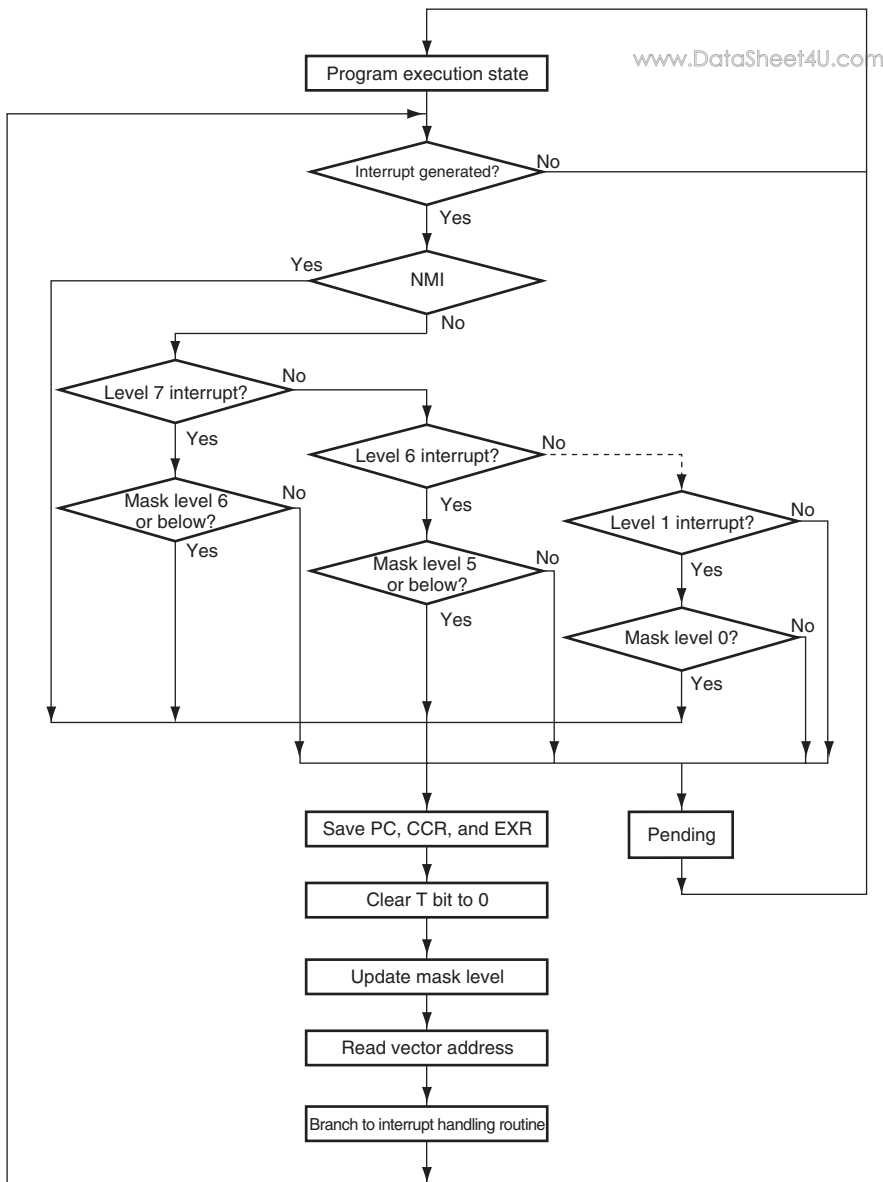 www.DataSheet4U.com
Program execution state
Interrupt generated?
No
Yes
Yes
NMI
No
Level 7 interrupt?
No
Yes
Level 6 interrupt?
No
Yes
Mask level 6
or below?
No
Yes
Level 1 interrupt?
No
Yes
Mask level 5
or below?
No
Yes
Mask level 0?
No
Yes
Save PC, CCR, and EXR
Pending
Clear T bit to 0
Update mask level
Read vector address
Branch to interrupt handling routine